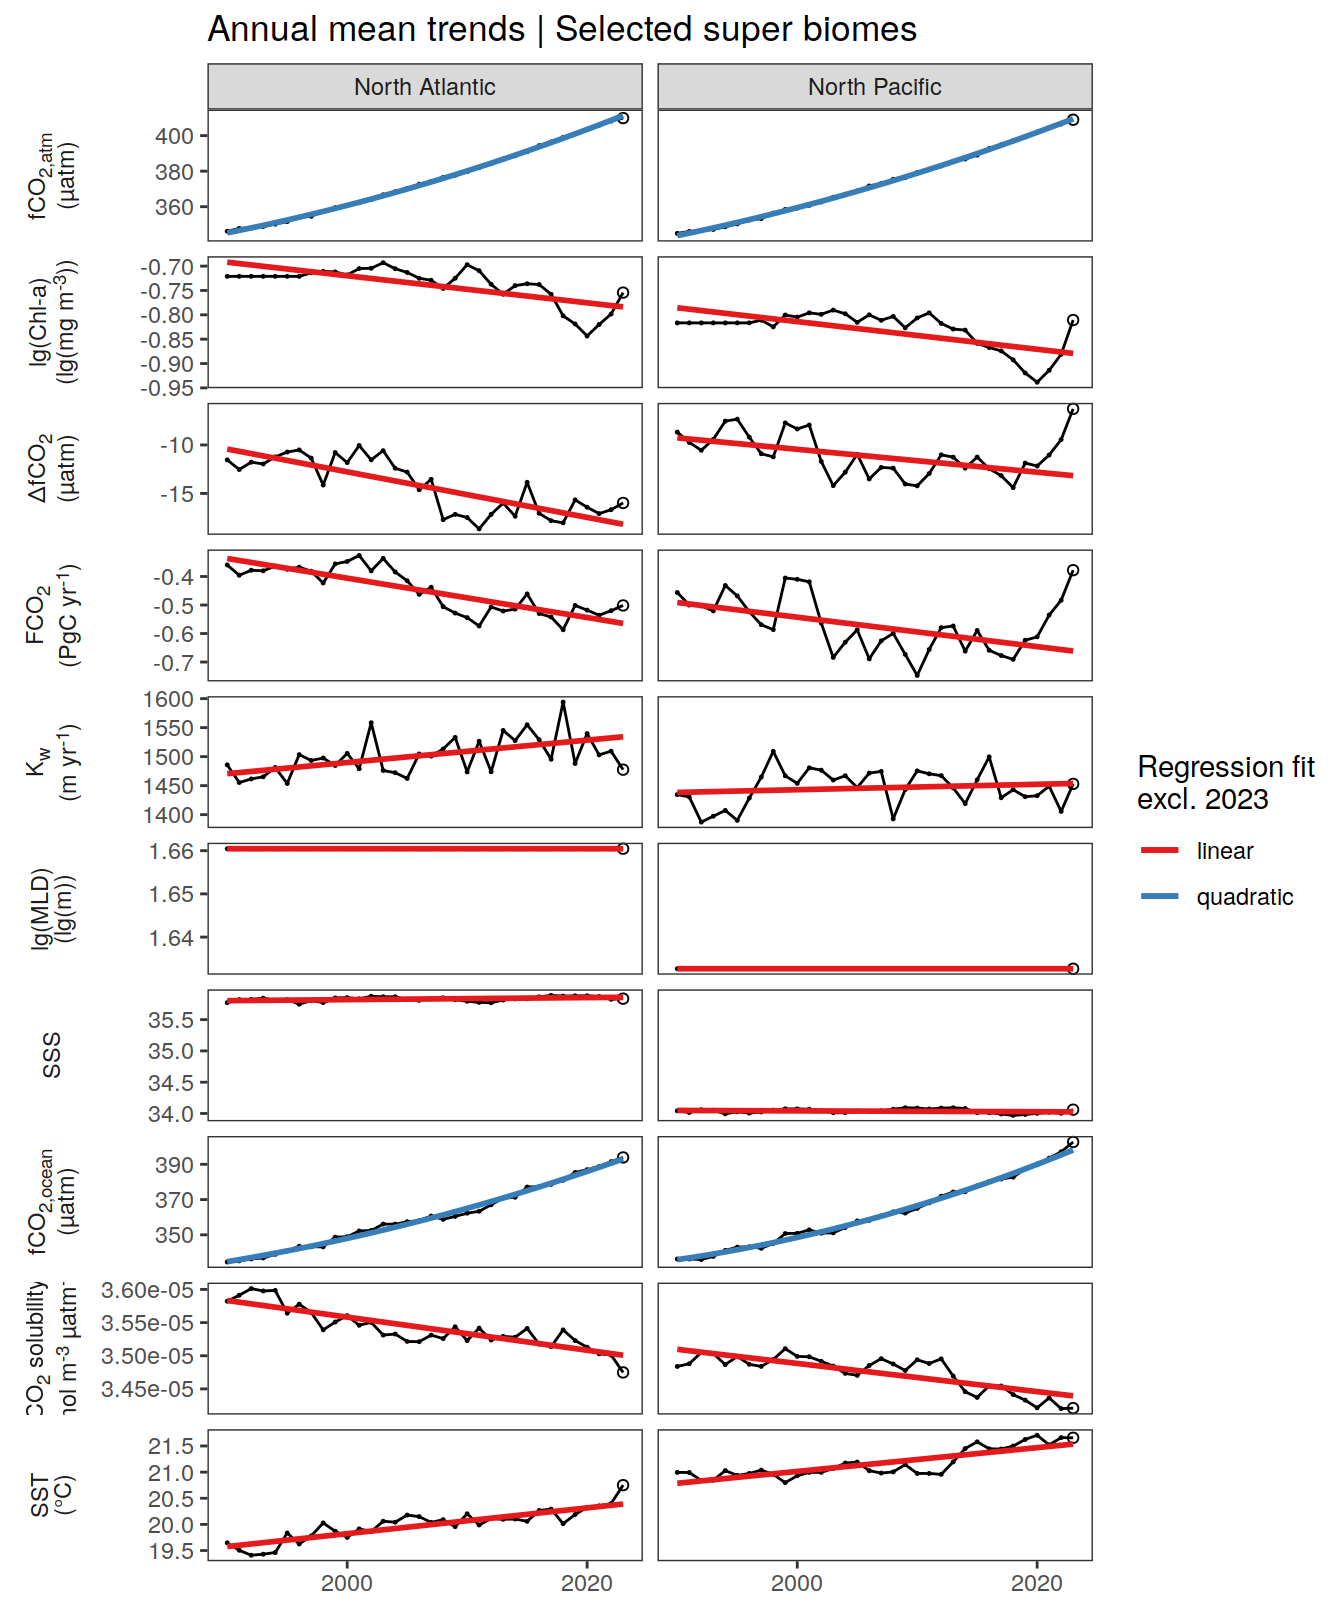 Annual mean trends | Selected super biomes
North Atlantic
North Pacific
fCO2,atm
(µatm)
400
380
360
lg(Chl-a)
(lg(mg m-3))
-0.70
-0.75
-0.80
-0.85
-0.90
-0.95
ΔfCO2
(µatm)
-10
-15
FCO2
(PgC yr-1)
-0.4
-0.5
-0.6
-0.7
Kw
(m yr-1)
1600
1550
1500
1450
1400
lg(MLD)
(lg(m))
1.66
1.65
1.64
SSS
35.5
35.0
34.5
34.0
fCO2,ocean
(µatm)
390
370
350
CO2 solubility
m-3 µatm-
3.60e-05
3.55e-05
3.50e-05
3.45e-05
SST
(°C)
21.5
21.0
20.5
20.0
19.5
2000
2020
2000
2020
Regression fit
excl. 2023
linear
quadratic